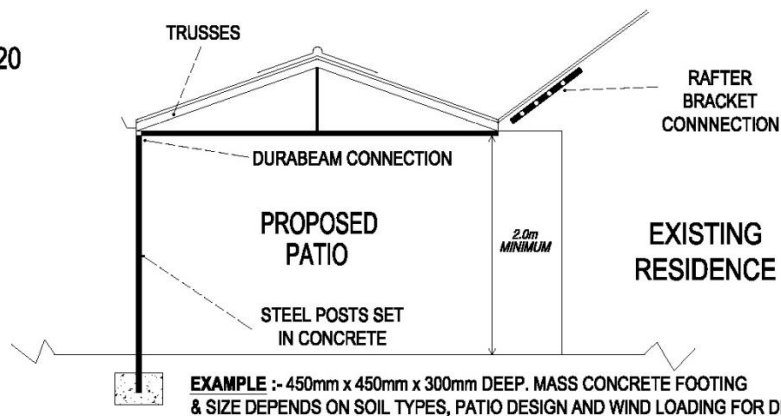 20
TRUSSES
RAFTER
BRACKET
CONNNECTION
DURABEAM CONNECTION
PROPOSED
PATIO
2.0m
MINIMUM
EXISTING
RESIDENCE
STEEL POSTS SET
IN CONCRETE
EXAMPLE :- 450mm x 450mm x 300mm DEEP. MASS CONCRETE FOOTING
& SIZE DEPENDS ON SOIL TYPES, PATIO DESIGN AND WIND LOADING FOR D